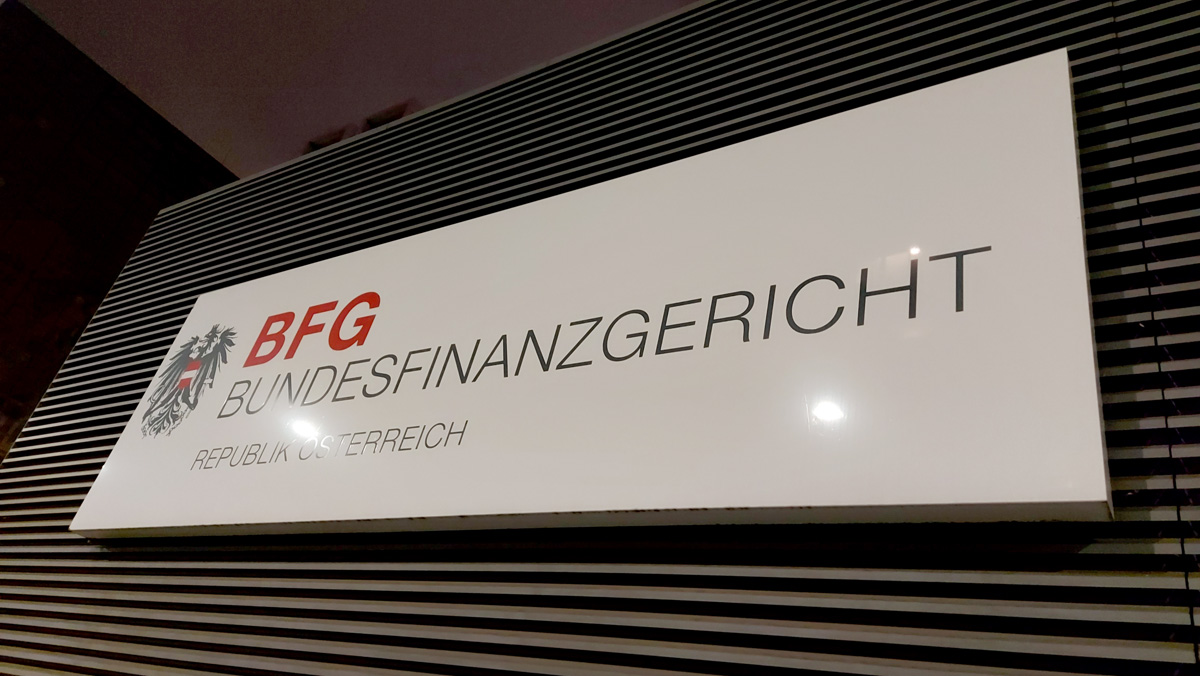 BFG
BUNDESFINANZGERICHT
REPUBLIK ÖSTERREICH